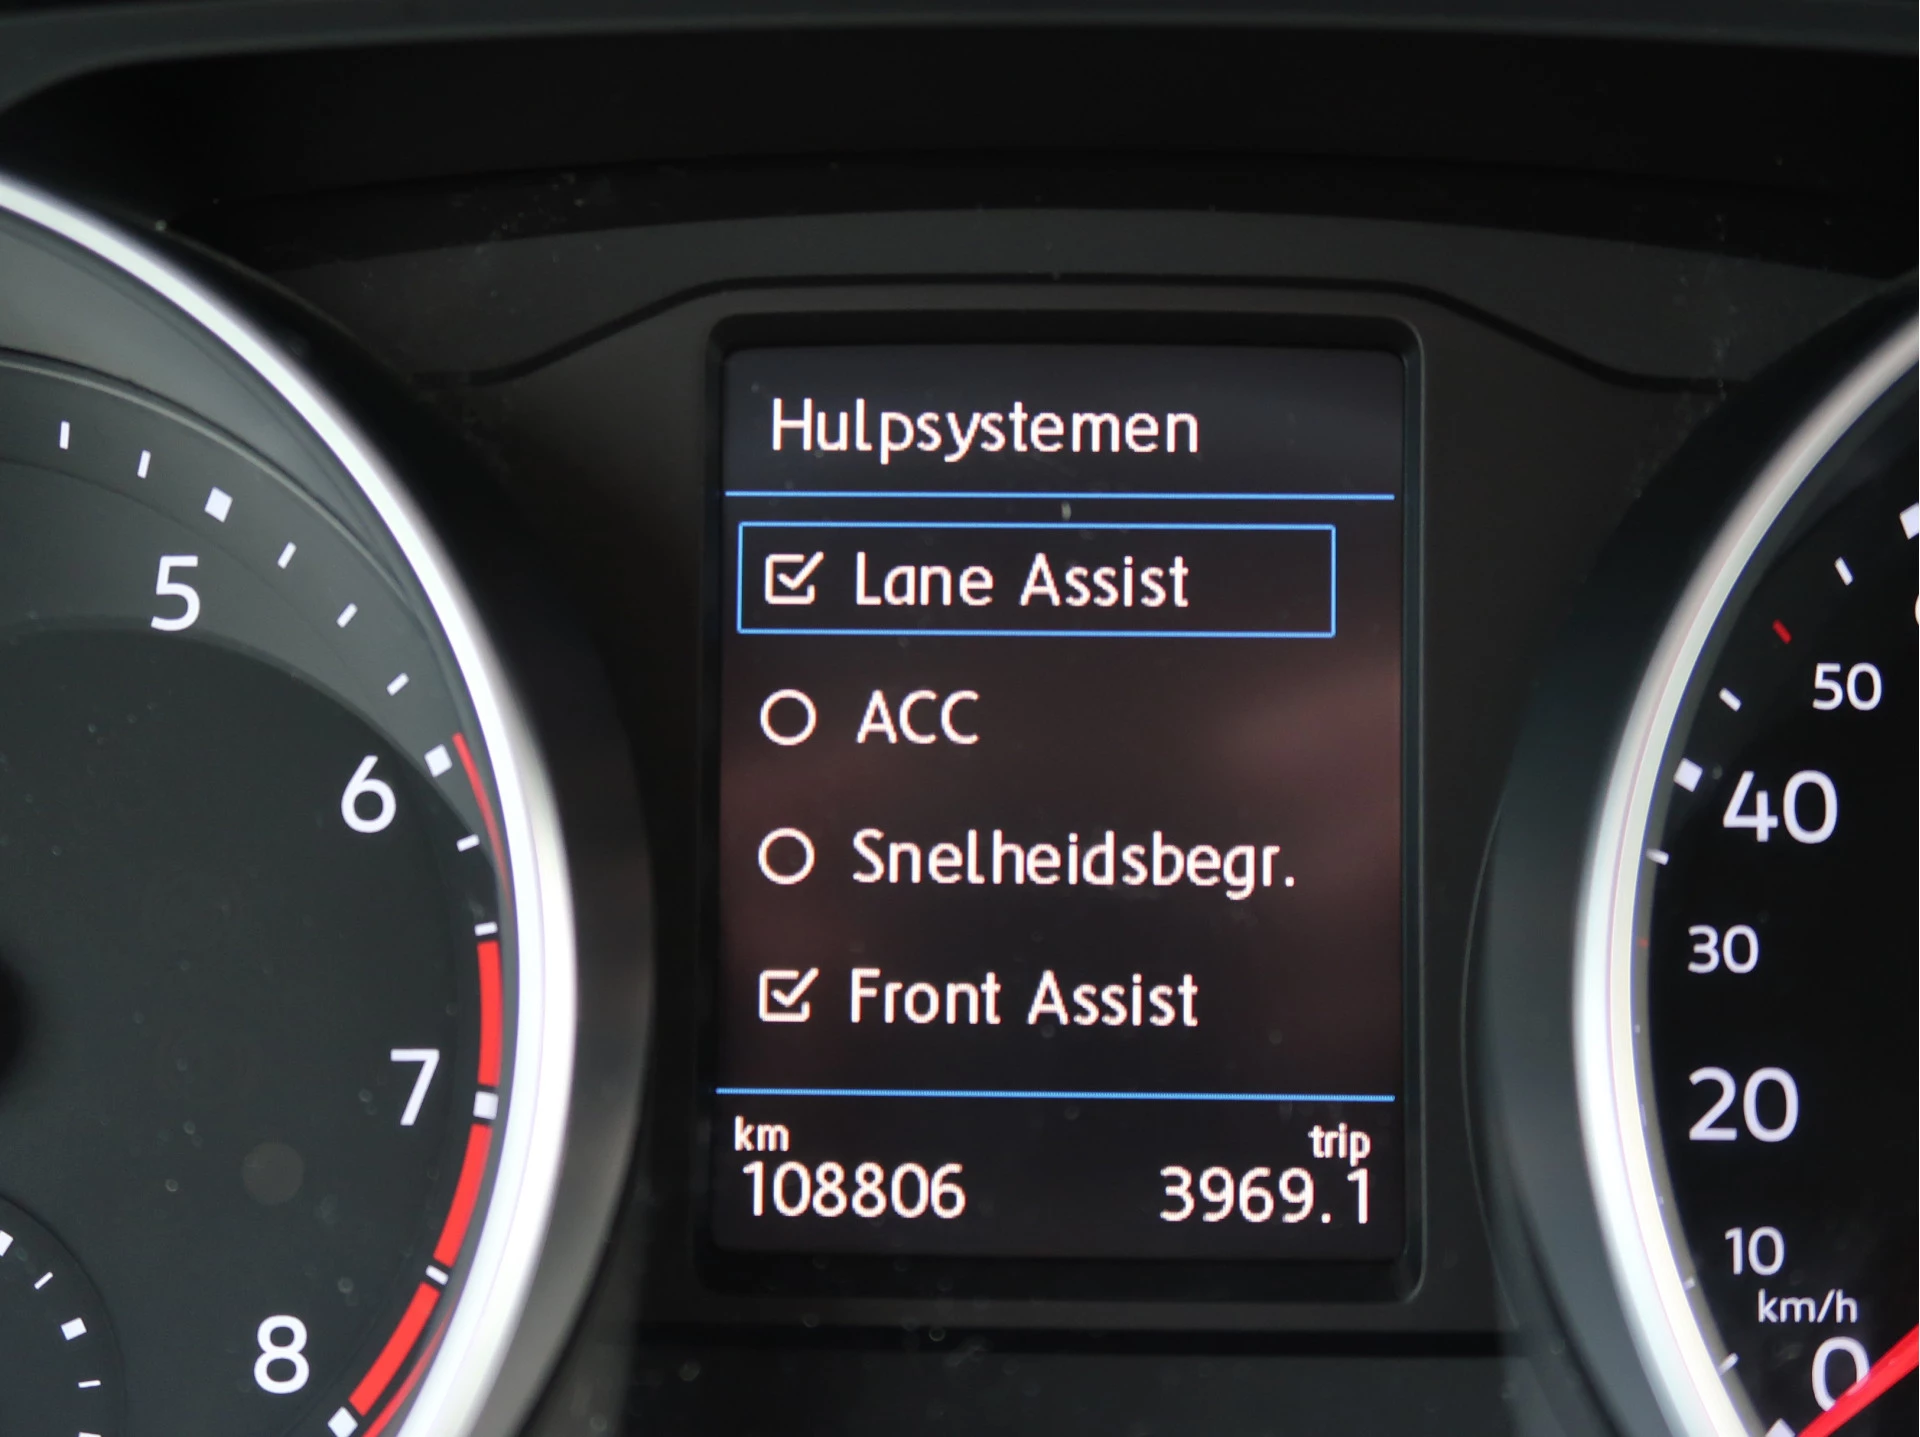 Hulpsystemen
Lane Assist
ACC
Snelheidsbegr.
Front Assist
km
trip
108806
3969.1
5
6
7
8
50
40
30
20
10
km/h
0